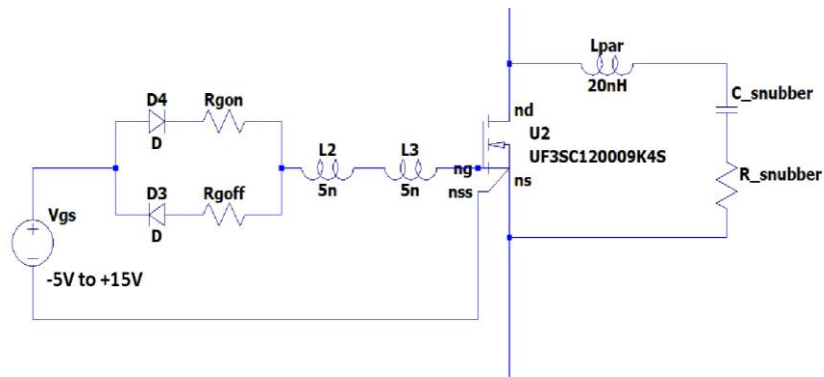 Lpar
20nH
C_snubber
D4
Rgon
D
nd
U2
UF3SC120009K4S
L2
L3
5n
5n
ng
nss
ns
R_snubber
D3
Rgoff
D
Vgs
-5V to +15V